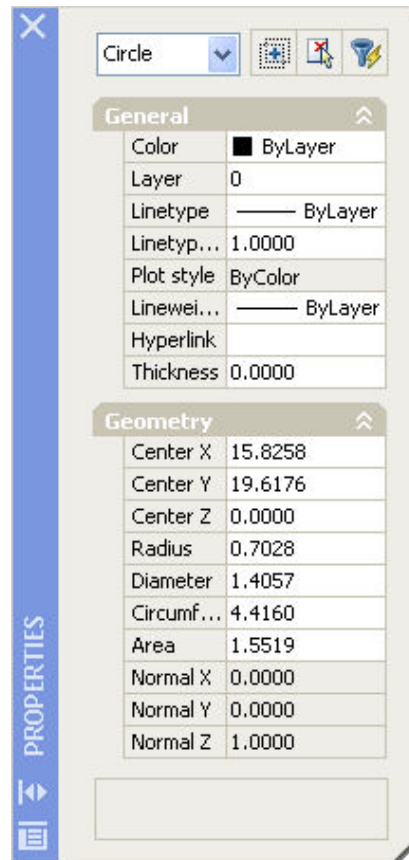 Circle
General
Color ByLayer
Layer 0
Linetype ByLayer
Linetyp... 1.0000
Plot style ByColor
Linewei... ByLayer
Hyperlink
Thickness 0.0000
Geometry
Center X 15.8258
Center Y 19.6176
Center Z 0.0000
Radius 0.7028
Diameter 1.4057
Circumf... 4.4160
Area 1.5519
Normal X 0.0000
Normal Y 0.0000
Normal Z 1.0000
PROPERTIES